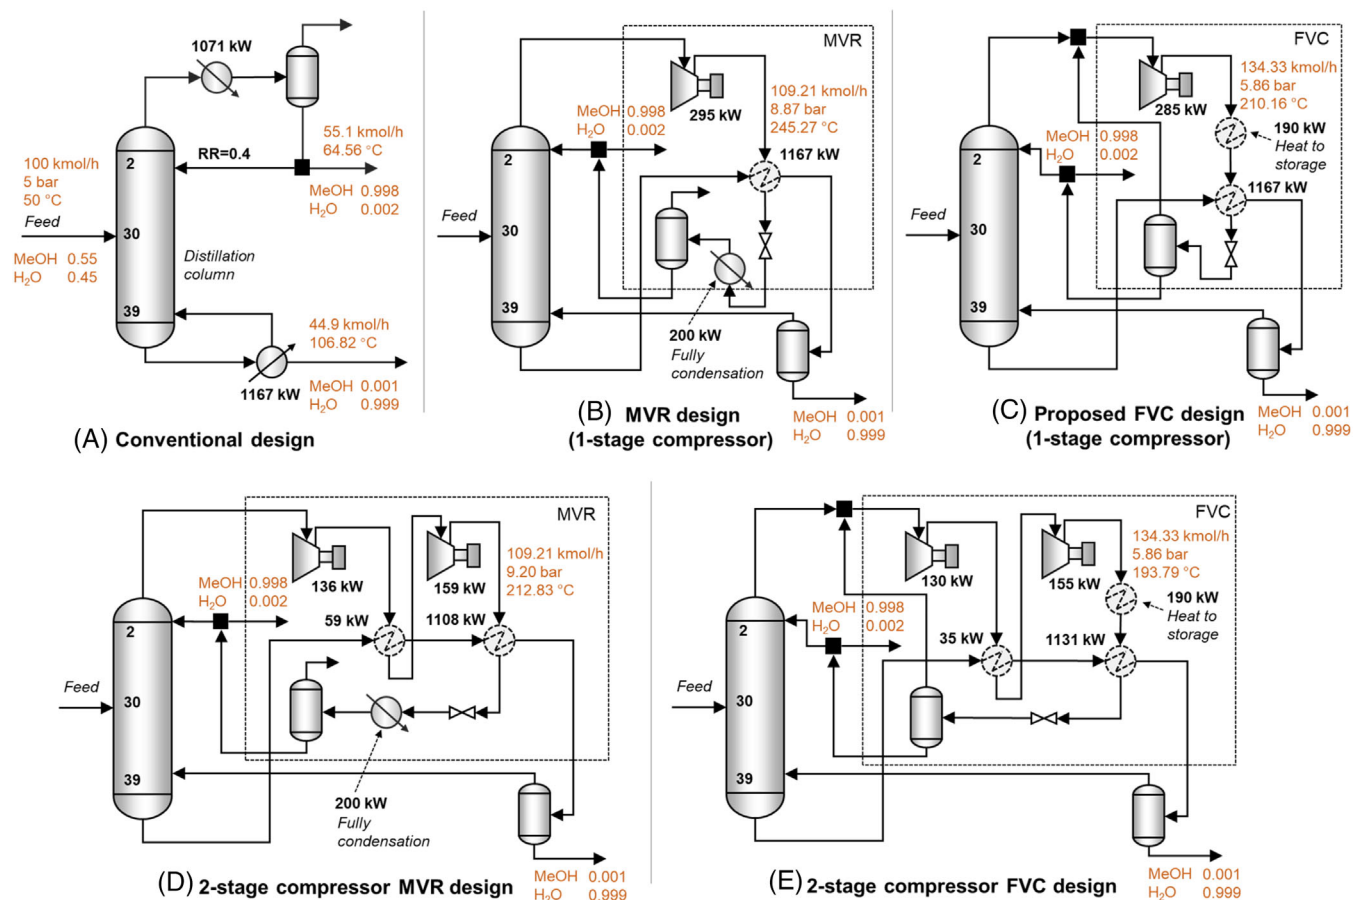 1071 kW
100 kmol/h
5 bar
50 °C
Feed
MeOH 0.55
H₂O 0.45
2
30
39
RR=0.4
55.1 kmol/h
64.56 °C
MeOH 0.998
H₂O 0.002
Distillation
column
44.9 kmol/h
106.82 °C
1167 kW
MeOH 0.001
H₂O 0.999
(A) Conventional design
MVR
295 kW
109.21 kmol/h
8.87 bar
245.27 °C
MeOH 0.998
H₂O 0.002
1167 kW
2
Feed
30
39
200 kW
Fully
condensation
MeOH 0.001
H₂O 0.999
(B) MVR design
(1-stage compressor)
FVC
285 kW
134.33 kmol/h
5.86 bar
210.16 °C
190 kW
Heat to
storage
MeOH 0.998
H₂O 0.002
1167 kW
2
Feed
30
39
MeOH 0.001
H₂O 0.999
(C) Proposed FVC design
(1-stage compressor)
MVR
136 kW
159 kW
109.21 kmol/h
9.20 bar
212.83 °C
MeOH 0.998
H₂O 0.002
59 kW
1108 kW
2
Feed
30
39
200 kW
Fully
condensation
MeOH 0.001
H₂O 0.999
(D) 2-stage compressor MVR design
FVC
130 kW
155 kW
134.33 kmol/h
5.86 bar
193.79 °C
190 kW
Heat to
storage
MeOH 0.998
H₂O 0.002
35 kW
1131 kW
2
Feed
30
39
MeOH 0.001
H₂O 0.999
(E) 2-stage compressor FVC design